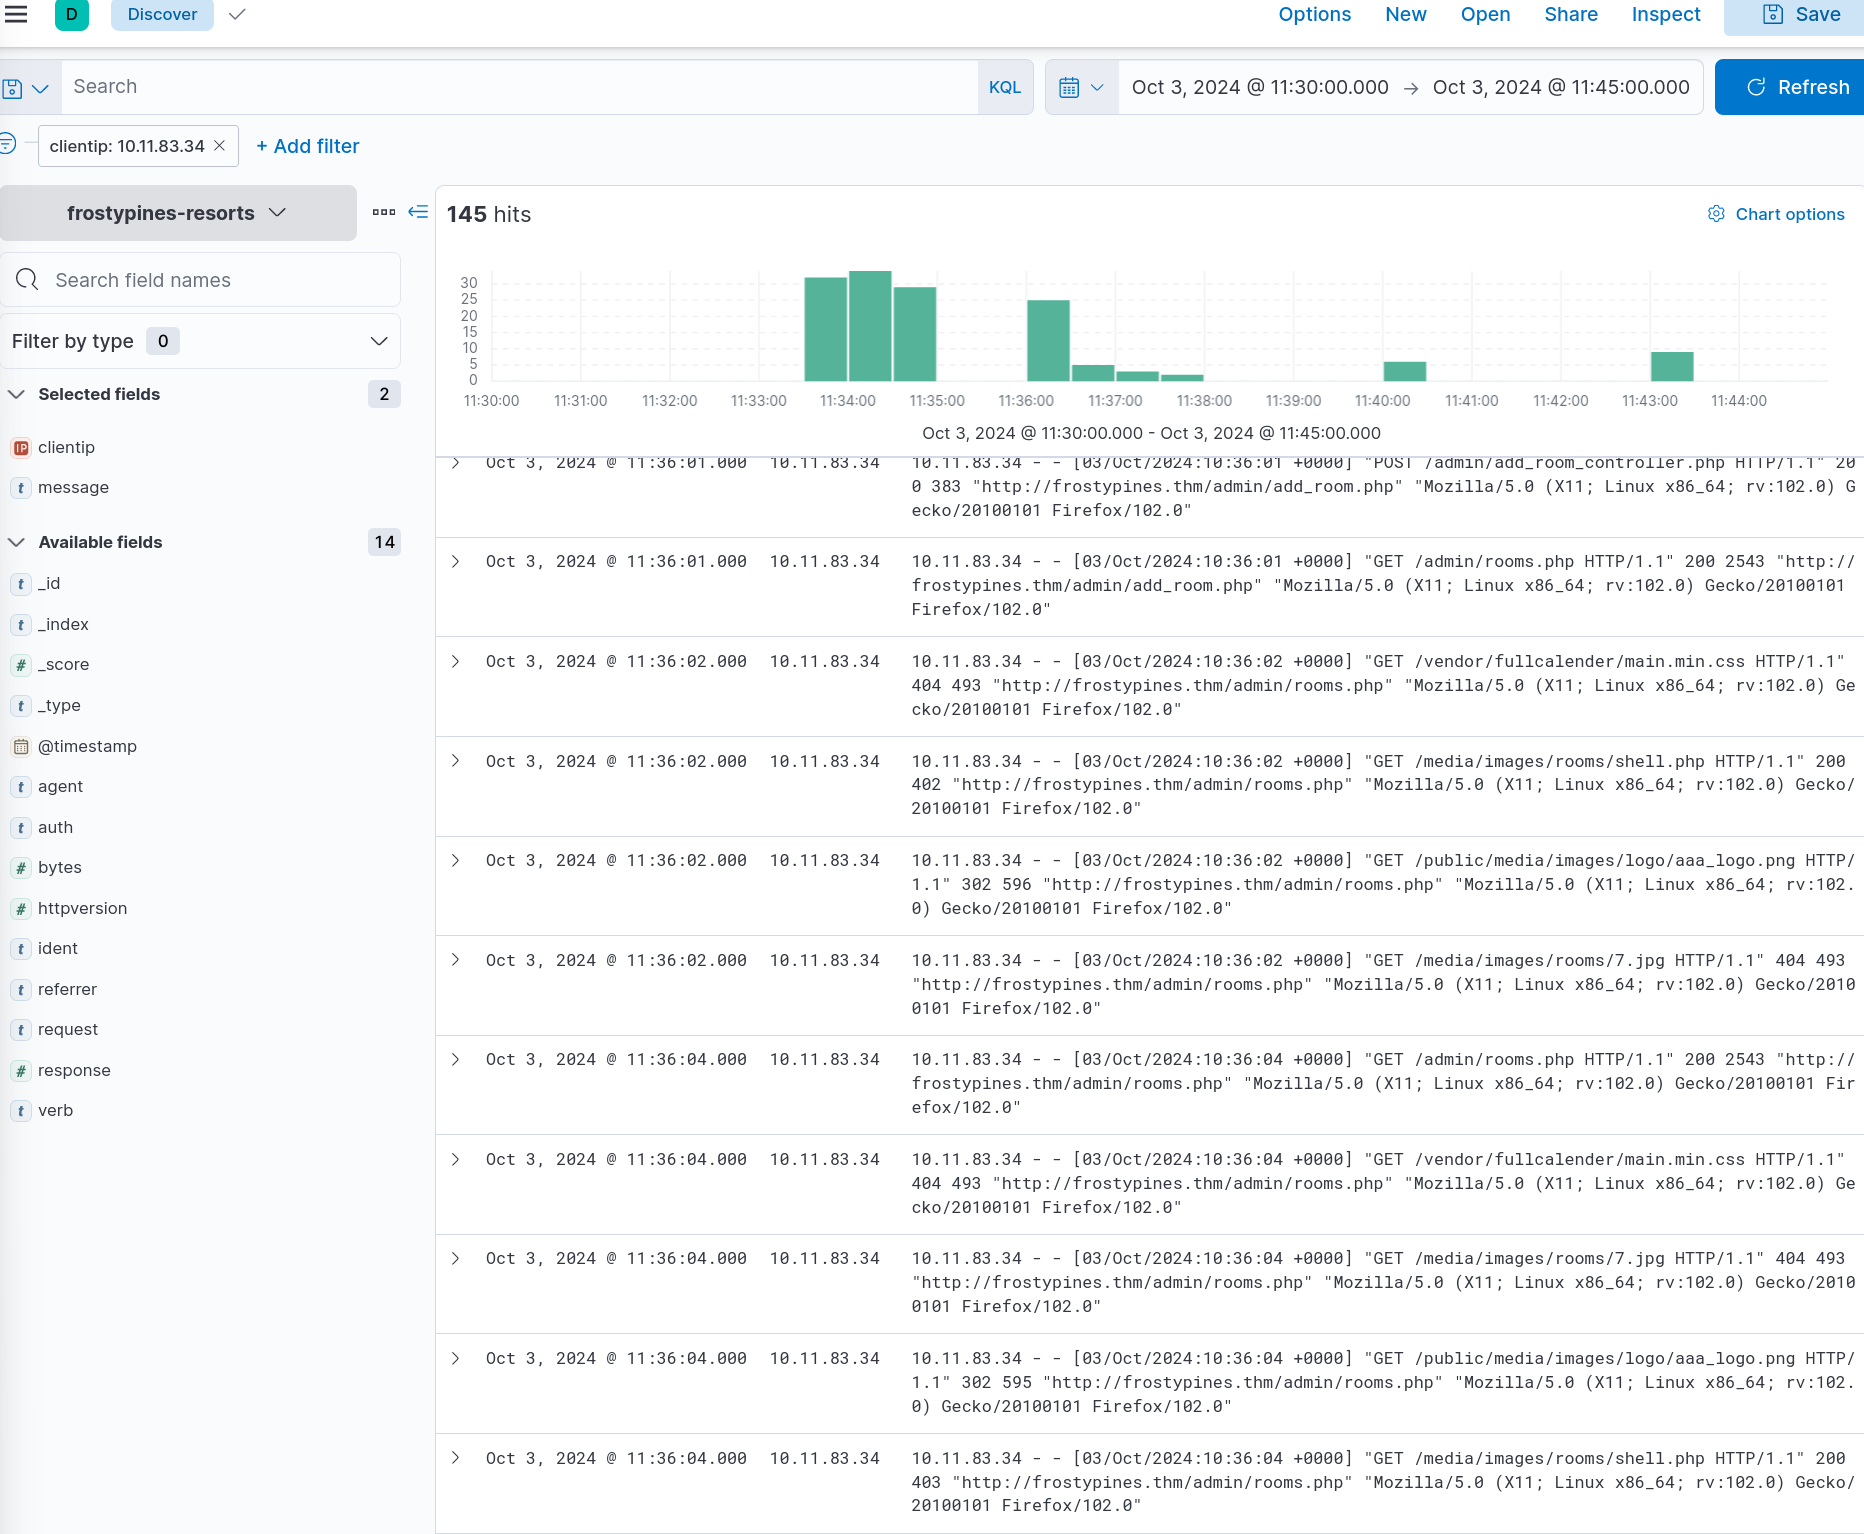 D Discover Options New Open Share Inspect Save
Search KQL Oct 3, 2024 @ 11:30:00.000 → Oct 3, 2024 @ 11:45:00.000 Refresh
clientip: 10.11.83.34 × + Add filter
frostypines-resorts
Search field names
Filter by type 0
Selected fields 2
clientip
message
Available fields 14
_id
_index
_score
_type
@timestamp
agent
auth
bytes
httpversion
ident
referrer
request
response
verb
145 hits Chart options
30
25
20
15
10
5
0
11:30:00 11:31:00 11:32:00 11:33:00 11:34:00 11:35:00 11:36:00 11:37:00 11:38:00 11:39:00 11:40:00 11:41:00 11:42:00 11:43:00 11:44:00
Oct 3, 2024 @ 11:30:00.000 - Oct 3, 2024 @ 11:45:00.000
Oct 3, 2024 @ 11:36:01.000 10.11.83.34 10.11.83.34 - - [03/Oct/2024:10:36:01 +0000] "POST /admin/add_room_controller.php HTTP/1.1" 20
0 383 "http://frostypines.thm/admin/add_room.php" "Mozilla/5.0 (X11; Linux x86_64; rv:102.0) G
ecko/20100101 Firefox/102.0"
Oct 3, 2024 @ 11:36:01.000 10.11.83.34 10.11.83.34 - - [03/Oct/2024:10:36:01 +0000] "GET /admin/rooms.php HTTP/1.1" 200 2543 "http://
frostypines.thm/admin/add_room.php" "Mozilla/5.0 (X11; Linux x86_64; rv:102.0) Gecko/20100101
Firefox/102.0"
Oct 3, 2024 @ 11:36:02.000 10.11.83.34 10.11.83.34 - - [03/Oct/2024:10:36:02 +0000] "GET /vendor/fullcalender/main.min.css HTTP/1.1"
404 493 "http://frostypines.thm/admin/rooms.php" "Mozilla/5.0 (X11; Linux x86_64; rv:102.0) Ge
cko/20100101 Firefox/102.0"
Oct 3, 2024 @ 11:36:02.000 10.11.83.34 10.11.83.34 - - [03/Oct/2024:10:36:02 +0000] "GET /media/images/rooms/shell.php HTTP/1.1" 200
402 "http://frostypines.thm/admin/rooms.php" "Mozilla/5.0 (X11; Linux x86_64; rv:102.0) Gecko/
20100101 Firefox/102.0"
Oct 3, 2024 @ 11:36:02.000 10.11.83.34 10.11.83.34 - - [03/Oct/2024:10:36:02 +0000] "GET /public/media/images/logo/aaa_logo.png HTTP/
1.1" 302 596 "http://frostypines.thm/admin/rooms.php" "Mozilla/5.0 (X11; Linux x86_64; rv:102.
0) Gecko/20100101 Firefox/102.0"
Oct 3, 2024 @ 11:36:02.000 10.11.83.34 10.11.83.34 - - [03/Oct/2024:10:36:02 +0000] "GET /media/images/rooms/7.jpg HTTP/1.1" 404 493
"http://frostypines.thm/admin/rooms.php" "Mozilla/5.0 (X11; Linux x86_64; rv:102.0) Gecko/2010
0101 Firefox/102.0"
Oct 3, 2024 @ 11:36:04.000 10.11.83.34 10.11.83.34 - - [03/Oct/2024:10:36:04 +0000] "GET /admin/rooms.php HTTP/1.1" 200 2543 "http://
frostypines.thm/admin/rooms.php" "Mozilla/5.0 (X11; Linux x86_64; rv:102.0) Gecko/20100101 Fir
efox/102.0"
Oct 3, 2024 @ 11:36:04.000 10.11.83.34 10.11.83.34 - - [03/Oct/2024:10:36:04 +0000] "GET /vendor/fullcalender/main.min.css HTTP/1.1"
404 493 "http://frostypines.thm/admin/rooms.php" "Mozilla/5.0 (X11; Linux x86_64; rv:102.0) Ge
cko/20100101 Firefox/102.0"
Oct 3, 2024 @ 11:36:04.000 10.11.83.34 10.11.83.34 - - [03/Oct/2024:10:36:04 +0000] "GET /media/images/rooms/7.jpg HTTP/1.1" 404 493
"http://frostypines.thm/admin/rooms.php" "Mozilla/5.0 (X11; Linux x86_64; rv:102.0) Gecko/2010
0101 Firefox/102.0"
Oct 3, 2024 @ 11:36:04.000 10.11.83.34 10.11.83.34 - - [03/Oct/2024:10:36:04 +0000] "GET /public/media/images/logo/aaa_logo.png HTTP/
1.1" 302 595 "http://frostypines.thm/admin/rooms.php" "Mozilla/5.0 (X11; Linux x86_64; rv:102.
0) Gecko/20100101 Firefox/102.0"
Oct 3, 2024 @ 11:36:04.000 10.11.83.34 10.11.83.34 - - [03/Oct/2024:10:36:04 +0000] "GET /media/images/rooms/shell.php HTTP/1.1" 200
403 "http://frostypines.thm/admin/rooms.php" "Mozilla/5.0 (X11; Linux x86_64; rv:102.0) Gecko/
20100101 Firefox/102.0"